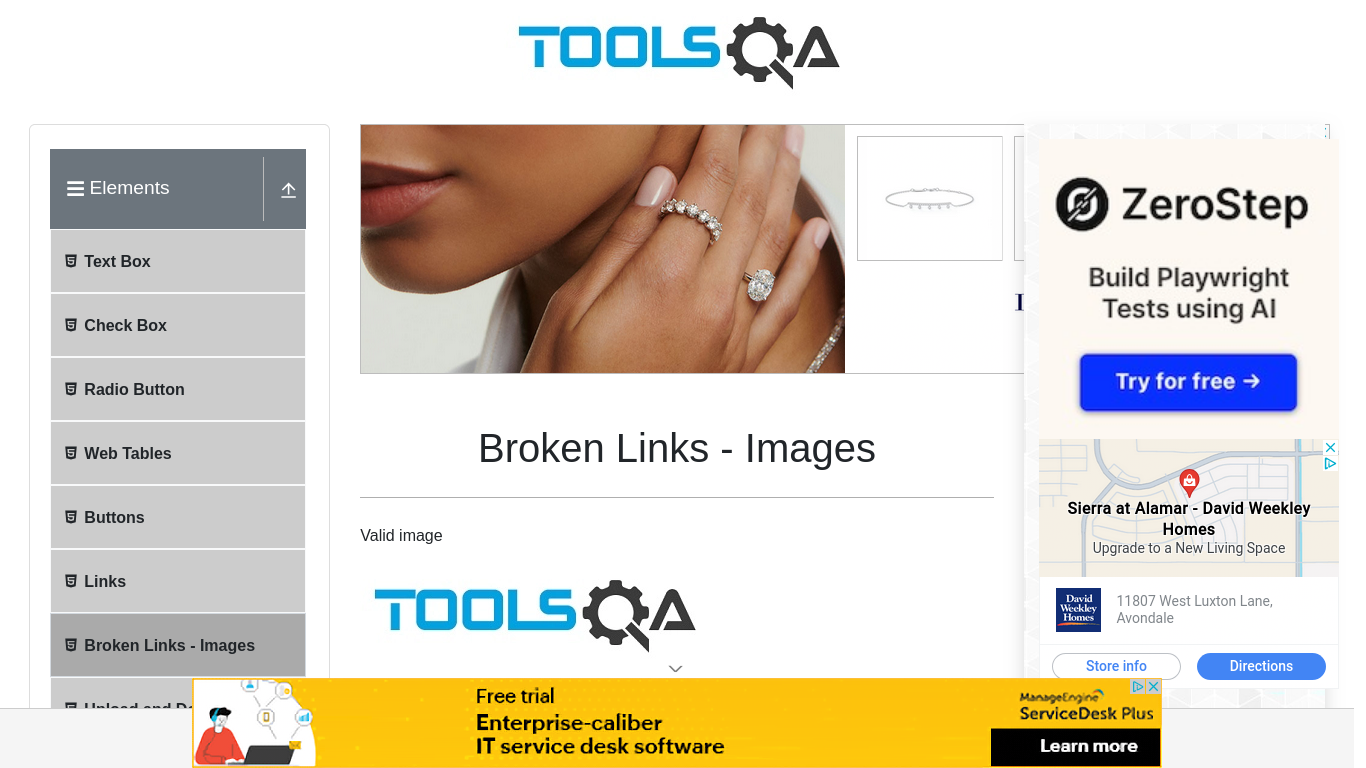 TOOLSQA
Elements
Text Box
Check Box
Radio Button
Web Tables
Buttons
Links
Broken Links - Images
ZeroStep
Build Playwright
Tests using AI
Try for free →
Broken Links - Images
Valid image
TOOLSQA
Sierra at Alamar - David Weekley
Homes
Upgrade to a New Living Space
David
Weekley
Homes
11807 West Luxton Lane,
Avondale
Store info
Directions
Free trial
Enterprise-caliber
IT service desk software
ManageEngine
ServiceDesk Plus
Learn more